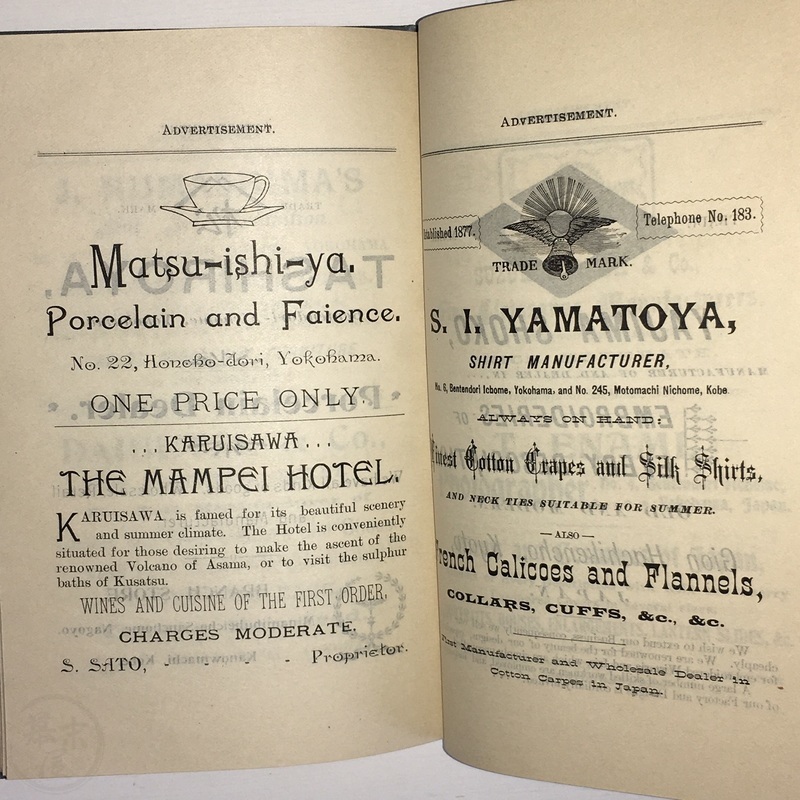 ADVERTISEMENT.
Matsu-ishi-ya.
Porcelain and Faience.
No. 22, Honcho-dori, Yokohama.
ONE PRICE ONLY.
...KARUISAWA...
THE MAMPEI HOTEL.
KARUISAWA is famed for its beautiful scenery
and summer climate. The Hotel is conveniently
situated for those desiring to make the ascent of the
renowned Volcano of Asama, or to visit the sulphur
baths of Kusatsu.
WINES AND CUISINE OF THE FIRST ORDER,
CHARGES MODERATE.
S. SATO, - - - - Proprietor.
ADVERTISEMENT.
Established 1877.
Telephone No. 183.
TRADE MARK.
S. I. YAMATOYA,
SHIRT MANUFACTURER,
No. 6, Bentendori Icbome, Yokohama, and No. 245, Motomachi Nichome, Kobe
ALWAYS ON HAND:
Finest Cotton Crapes and Silk Shirts,
AND NECK TIES SUITABLE FOR SUMMER.
— ALSO —
French Calicoes and Flannels,
COLLARS, CUFFS, &c., &c.
First Manufacturer and Wholesale Dealer in
Cotton Carpes in Japan.